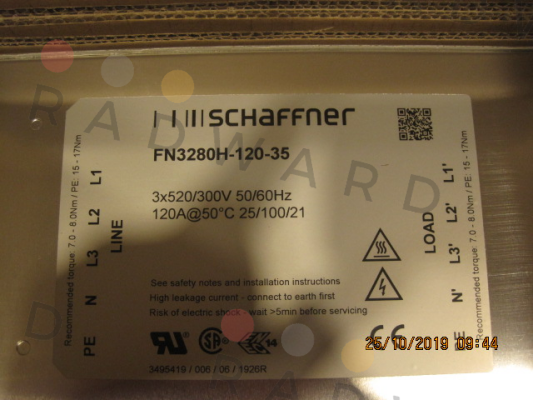 SCHAFFNER
FN3280H-120-35
3x520/300V 50/60Hz
120A@50°C 25/100/21
See safety notes and installation instructions
High leakage current - connect to earth first
Risk of electric shock - wait >5min before servicing
3495419 / 006 / 06 / 1926R
Recommended torque: 7.0 - 8.0Nm / PE: 15 - 17Nm
PE N L3 L2 L1
LINE
LOAD
PE N' L3' L2' L1'
Recommended torque: 7.0 - 8.0Nm / PE: 15 - 17Nm
14
CE
25/10/2019 09:44
RADWARD